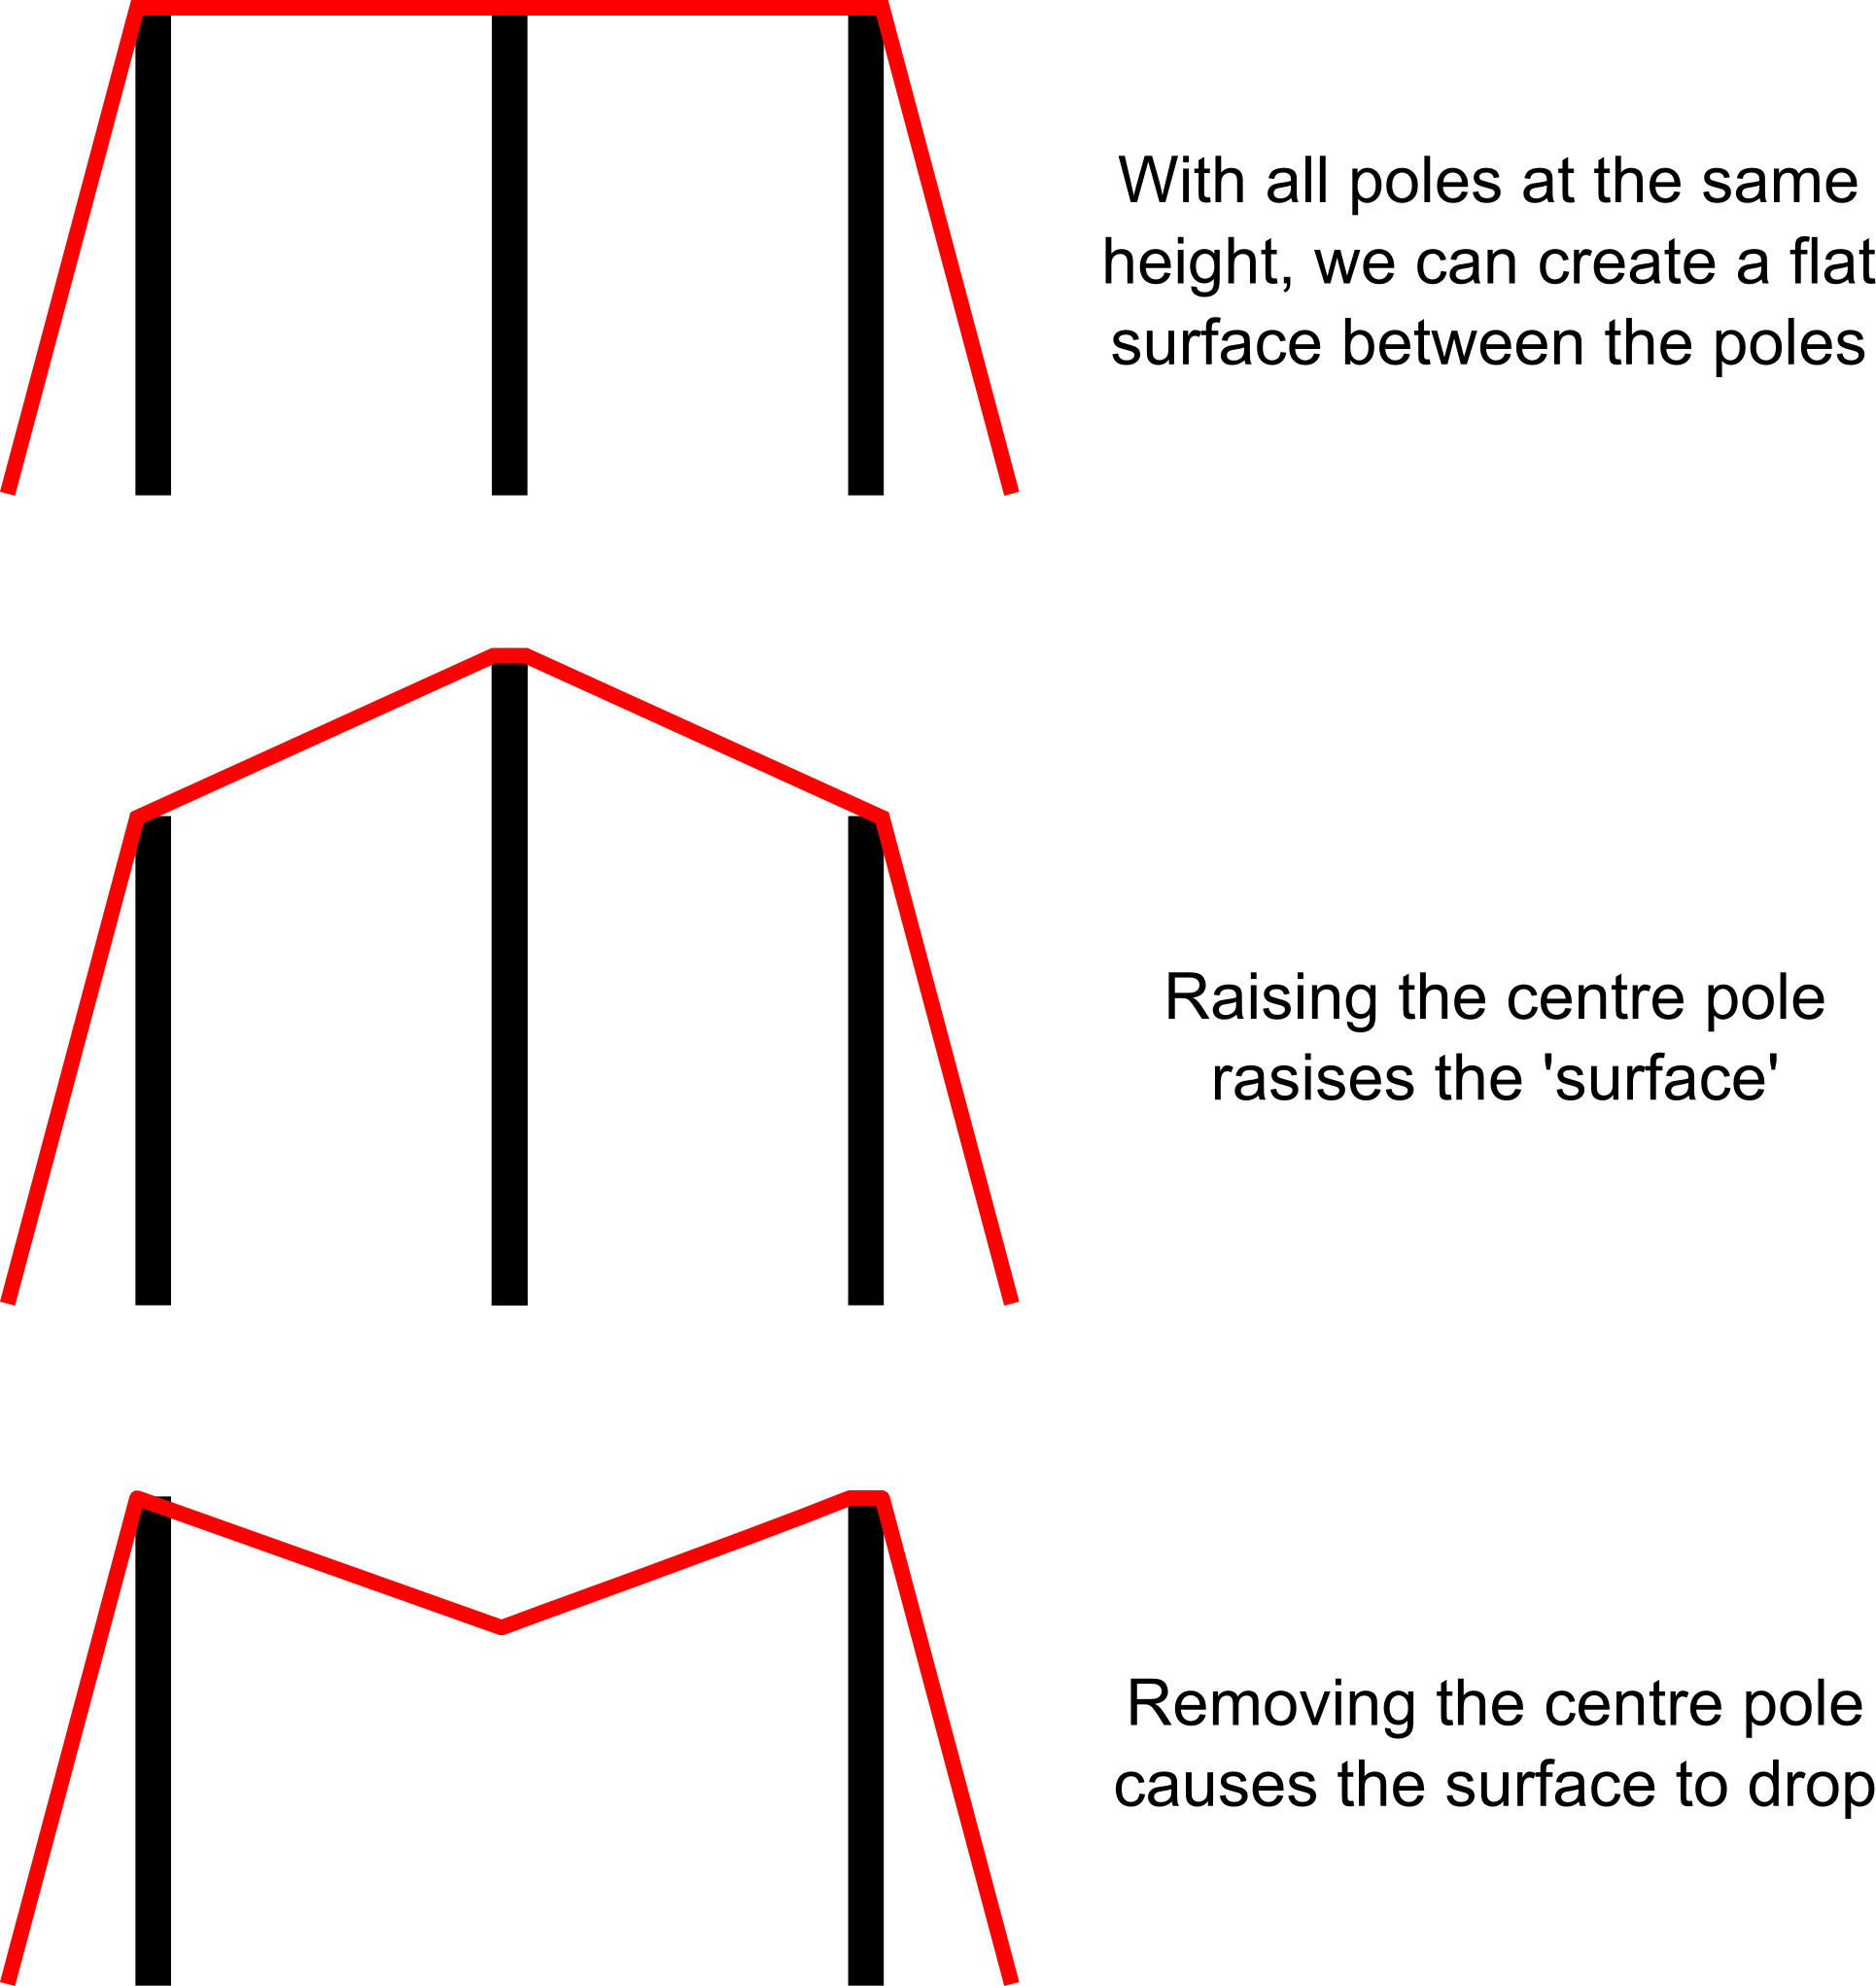 With all poles at the same
height, we can create a flat
surface between the poles
Raising the centre pole
rasises the 'surface'
Removing the centre pole
causes the surface to drop